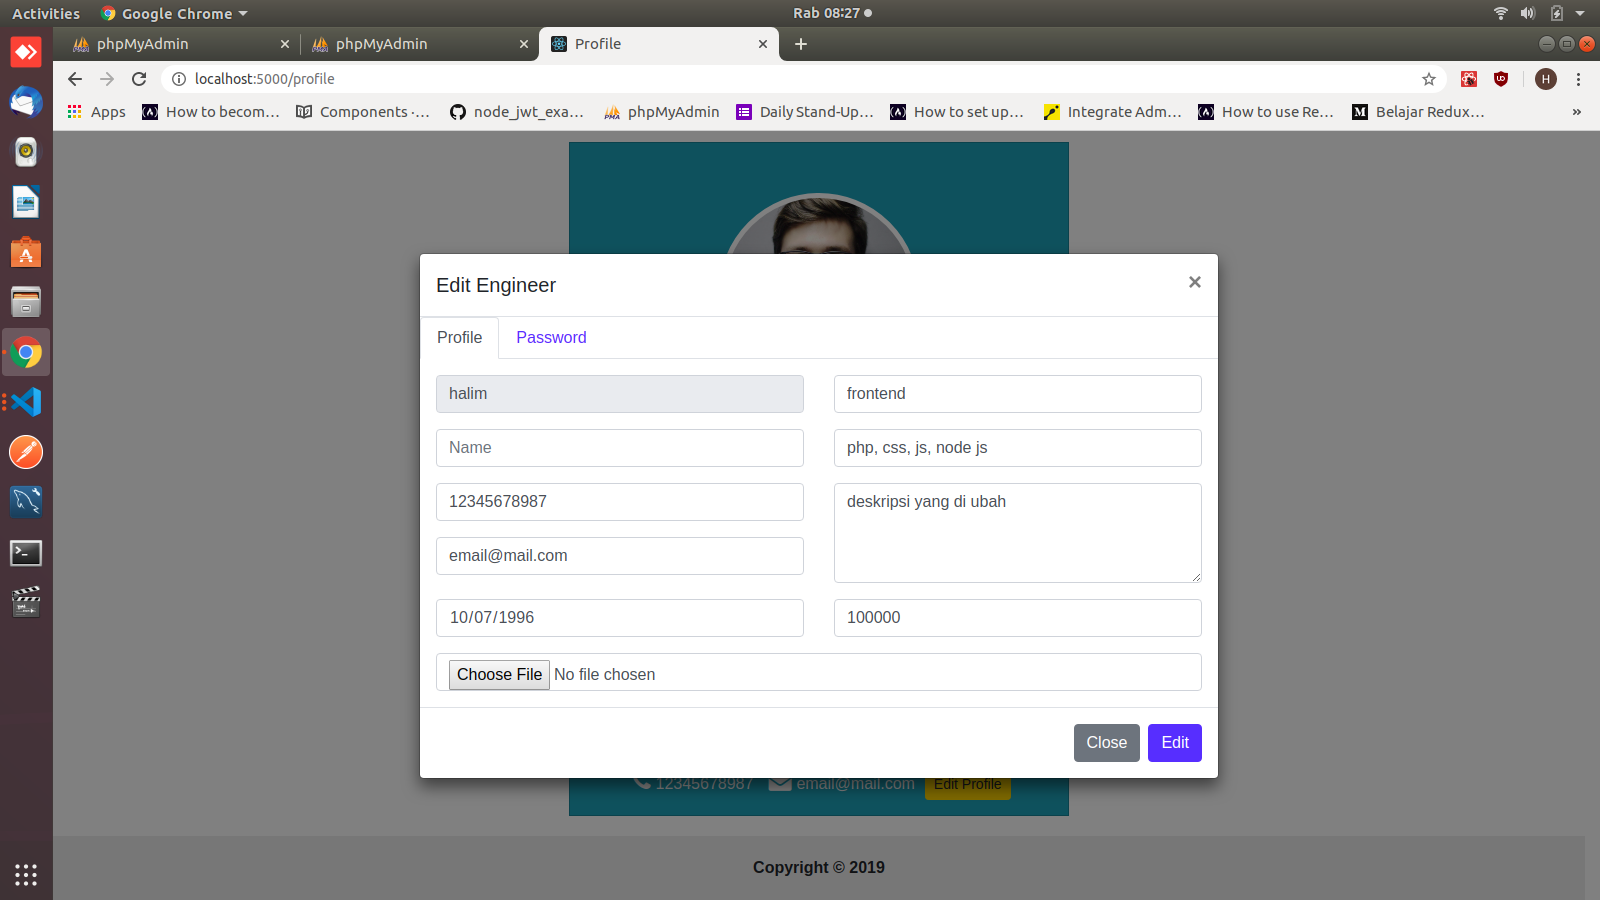 Activities
Google Chrome
Rab 08:27
phpMyAdmin
phpMyAdmin
Profile
localhost:5000/profile
H
Apps
How to becom...
Components ·...
node_jwt_exa...
phpMyAdmin
Daily Stand-Up...
How to set up...
Integrate Adm...
How to use Re...
Belajar Redux...
»
Edit Engineer
×
Profile
Password
halim
frontend
Name
php, css, js, node js
12345678987
deskripsi yang di ubah
email@mail.com
10/07/1996
100000
Choose File No file chosen
Close
Edit
12345678987
email@mail.com
Edit Profile
Copyright © 2019